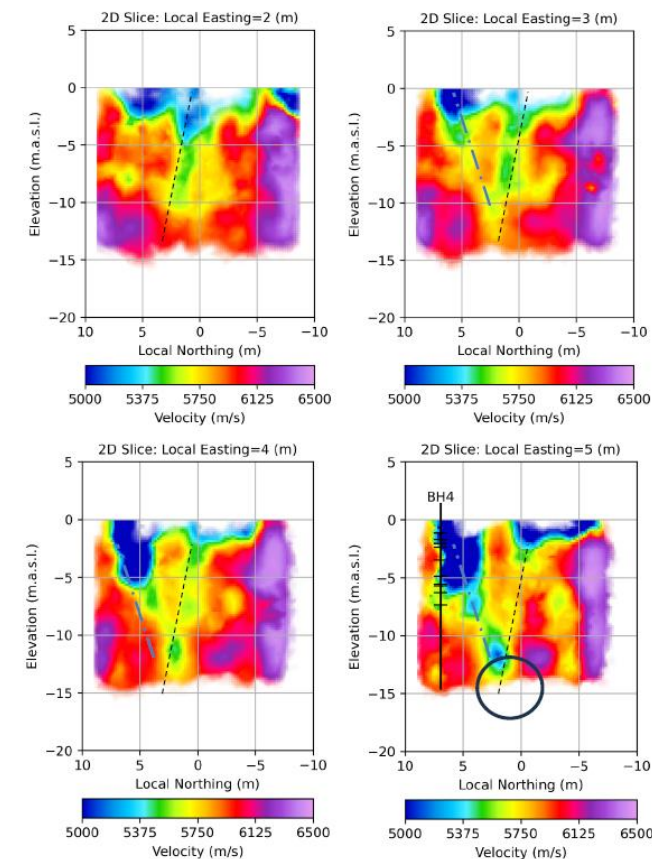 2D Slice: Local Easting=2 (m)
5
0
−5
−10
−15
−20
Elevation (m.a.s.l.)
10 5 0 −5 −10
Local Northing (m)
5000 5375 5750 6125 6500
Velocity (m/s)
2D Slice: Local Easting=3 (m)
5
0
−5
−10
−15
−20
Elevation (m.a.s.l.)
10 5 0 −5 −10
Local Northing (m)
5000 5375 5750 6125 6500
Velocity (m/s)
2D Slice: Local Easting=4 (m)
5
0
−5
−10
−15
−20
Elevation (m.a.s.l.)
10 5 0 −5 −10
Local Northing (m)
5000 5375 5750 6125 6500
Velocity (m/s)
2D Slice: Local Easting=5 (m)
BH4
5
0
−5
−10
−15
−20
Elevation (m.a.s.l.)
10 5 0 −5 −10
Local Northing (m)
5000 5375 5750 6125 6500
Velocity (m/s)